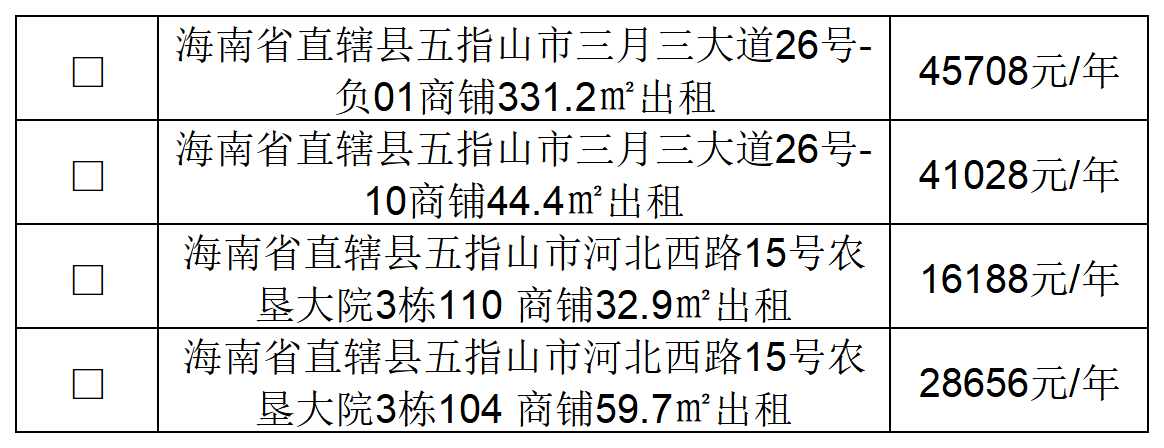 □
海南省直辖县五指山市三月三大道26号-
负01商铺331.2㎡出租
45708元/年
□
海南省直辖县五指山市三月三大道26号-
10商铺44.4㎡出租
41028元/年
□
海南省直辖县五指山市河北西路15号农
垦大院3栋110 商铺32.9㎡出租
16188元/年
□
海南省直辖县五指山市河北西路15号农
垦大院3栋104 商铺59.7㎡出租
28656元/年